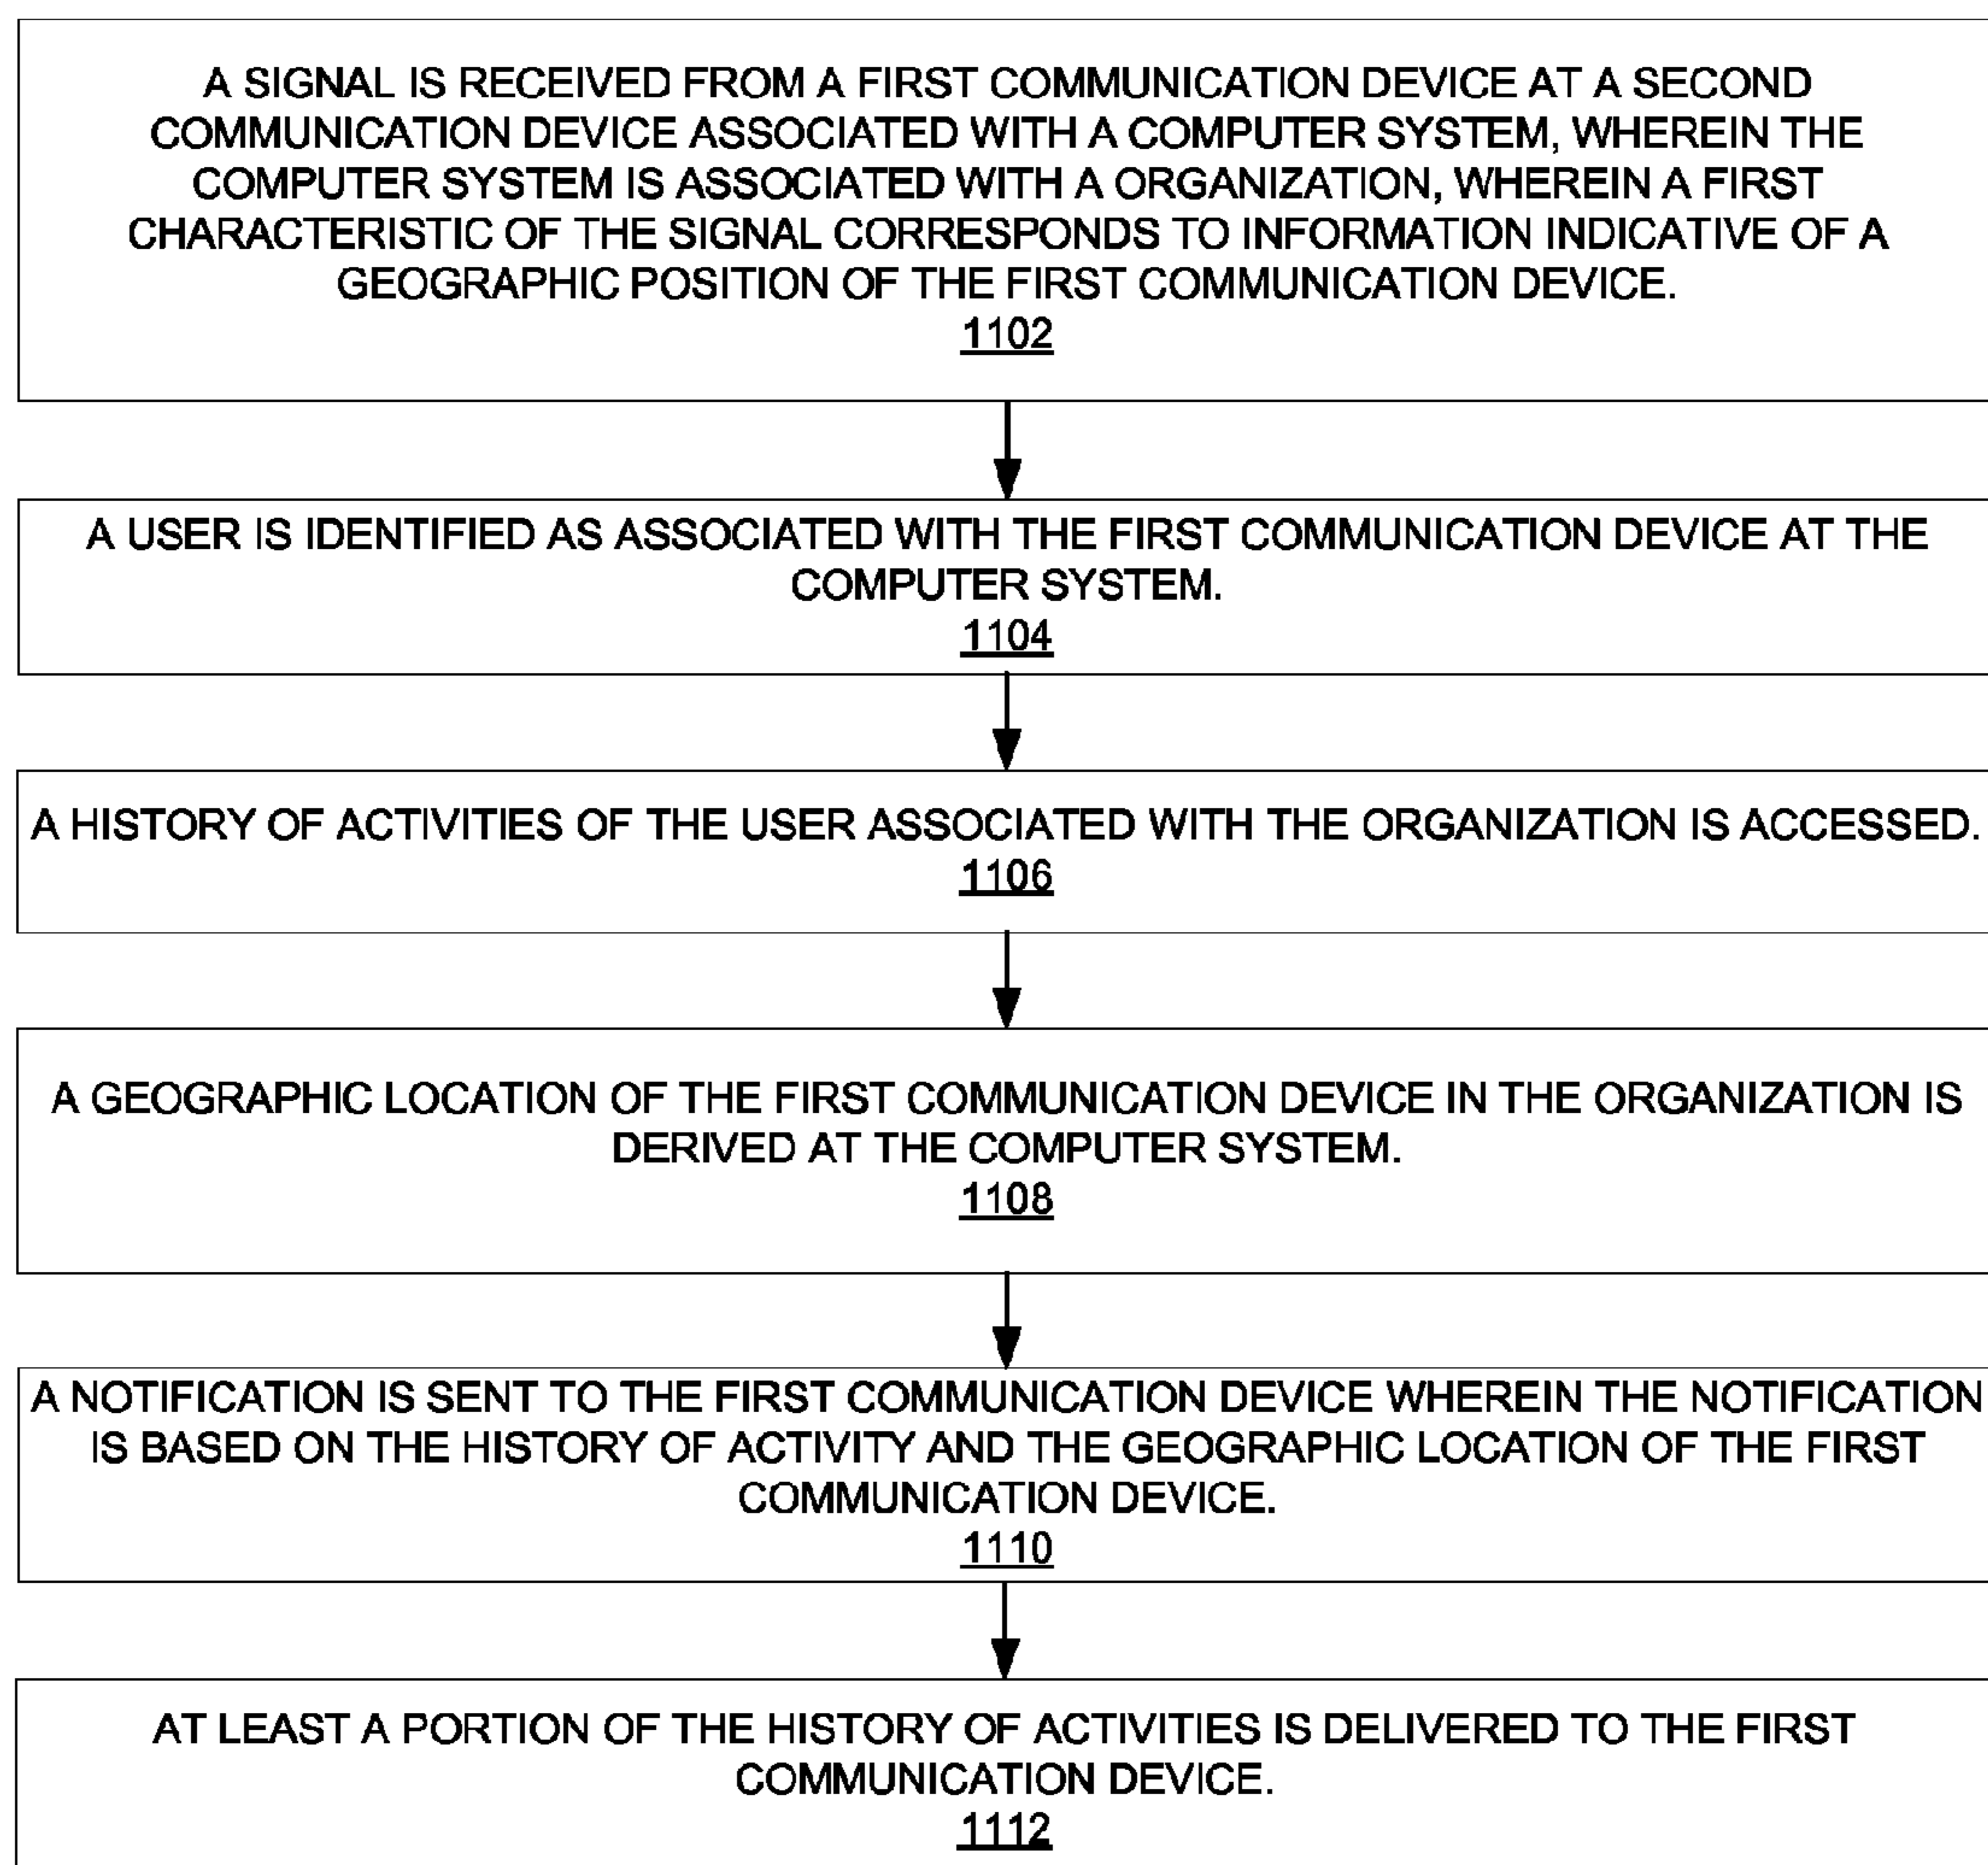 A SIGNAL IS RECEIVED FROM A FIRST COMMUNICATION DEVICE AT A SECOND
COMMUNICATION DEVICE ASSOCIATED WITH A COMPUTER SYSTEM, WHEREIN THE
COMPUTER SYSTEM IS ASSOCIATED WITH A ORGANIZATION, WHEREIN A FIRST
CHARACTERISTIC OF THE SIGNAL CORRESPONDS TO INFORMATION INDICATIVE OF A
GEOGRAPHIC POSITION OF THE FIRST COMMUNICATION DEVICE.
1102
A USER IS IDENTIFIED AS ASSOCIATED WITH THE FIRST COMMUNICATION DEVICE AT THE
COMPUTER SYSTEM.
1104
A HISTORY OF ACTIVITIES OF THE USER ASSOCIATED WITH THE ORGANIZATION IS ACCESSED.
1106
A GEOGRAPHIC LOCATION OF THE FIRST COMMUNICATION DEVICE IN THE ORGANIZATION IS
DERIVED AT THE COMPUTER SYSTEM.
1108
A NOTIFICATION IS SENT TO THE FIRST COMMUNICATION DEVICE WHEREIN THE NOTIFICATION
IS BASED ON THE HISTORY OF ACTIVITY AND THE GEOGRAPHIC LOCATION OF THE FIRST
COMMUNICATION DEVICE.
1110
AT LEAST A PORTION OF THE HISTORY OF ACTIVITIES IS DELIVERED TO THE FIRST
COMMUNICATION DEVICE.
1112